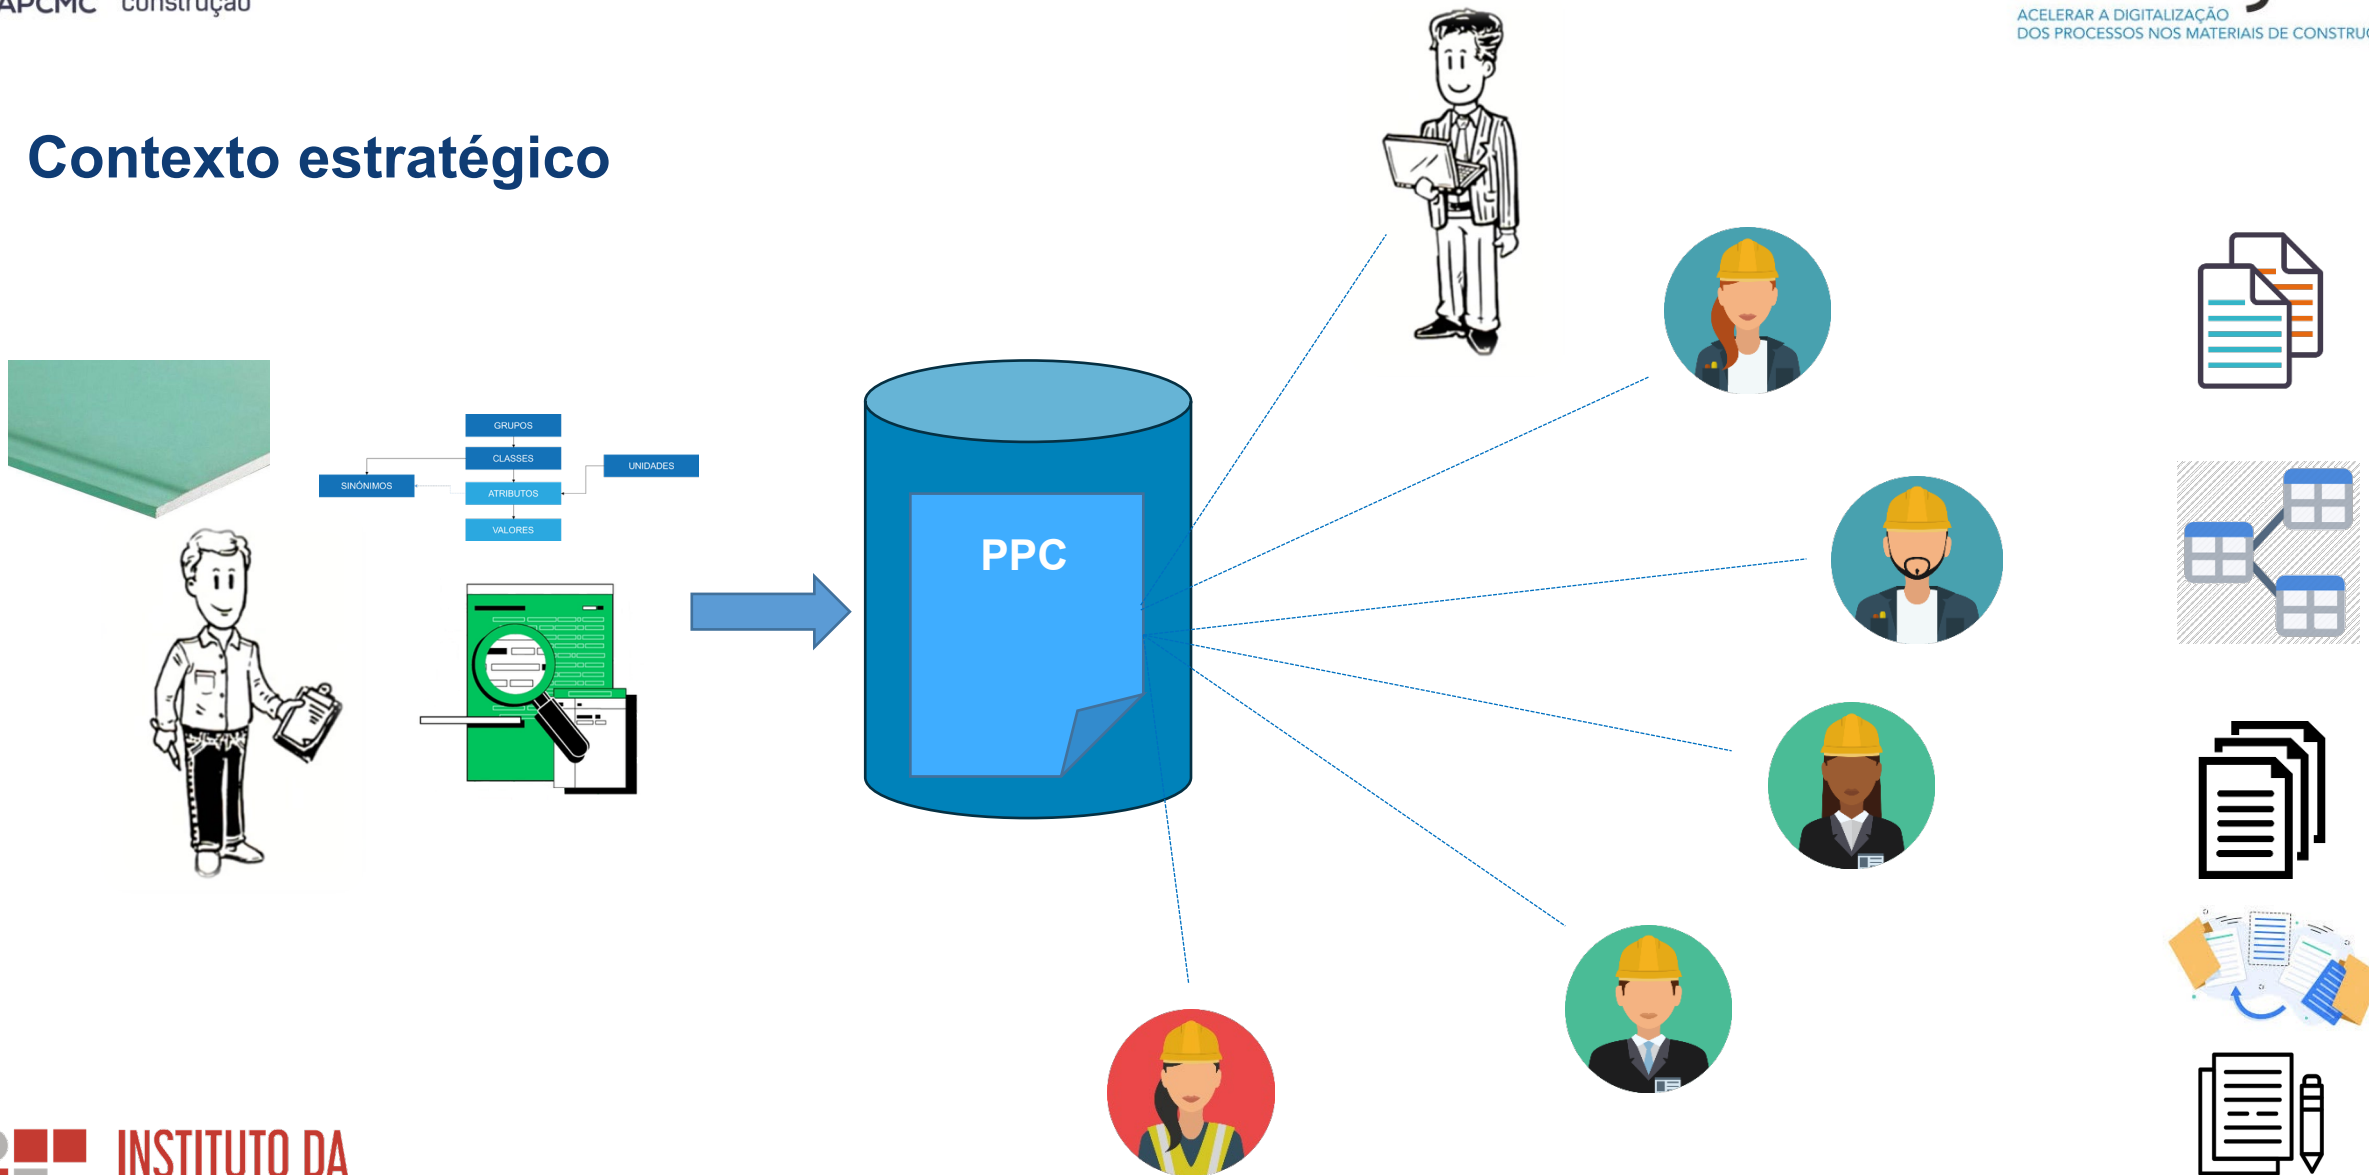 APCMC construção
ACELERAR A DIGITALIZAÇÃO
DOS PROCESSOS NOS MATERIAIS DE CONSTRUÇ
Contexto estratégico
GRUPOS
CLASSES
UNIDADES
SINÓNIMOS
ATRIBUTOS
VALORES
PPC
INSTITUTO DA